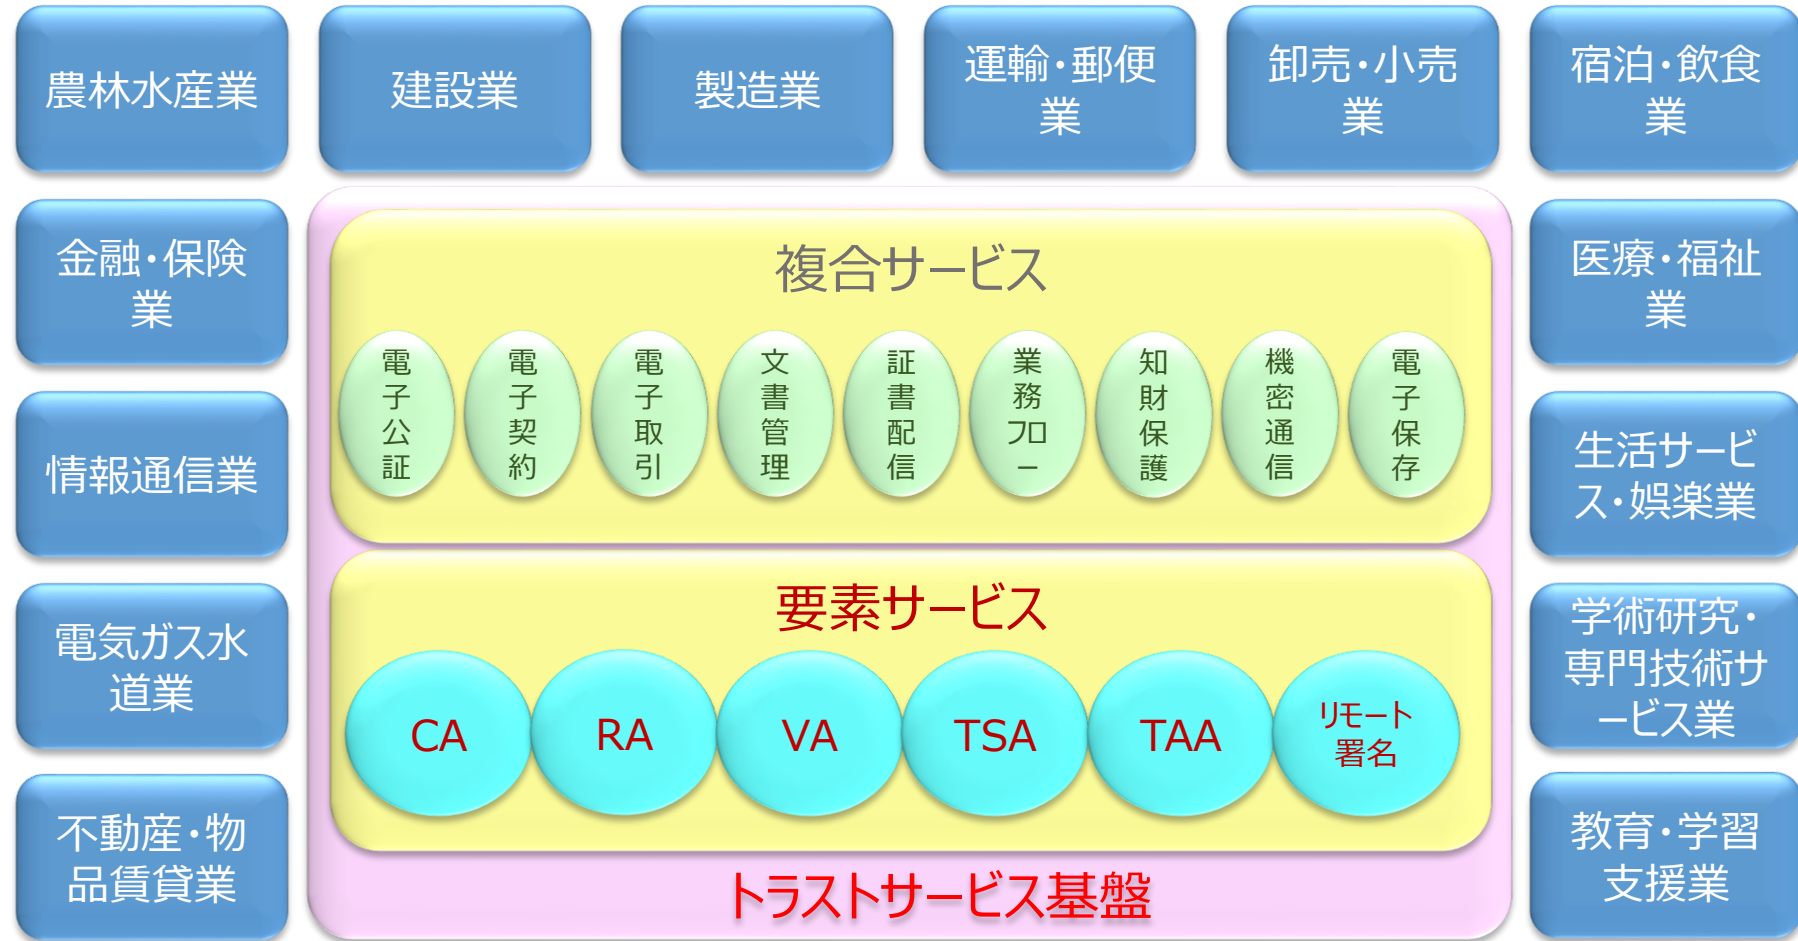 農林水産業
建設業
製造業
運輸・郵便
業
卸売・小売
業
宿泊・飲食
業
金融・保険
業
情報通信業
電気ガス水
道業
不動産・物
品賃貸業
複合サービス
電子公証
電子契約
電子取引
文書管理
証書配信
業務フロー
知財保護
機密通信
電子保存
要素サービス
CA
RA
VA
TSA
TAA
リモート
署名
トラストサービス基盤
医療・福祉
業
生活サービ
ス・娯楽業
学術研究・
専門技術サ
ービス業
教育・学習
支援業